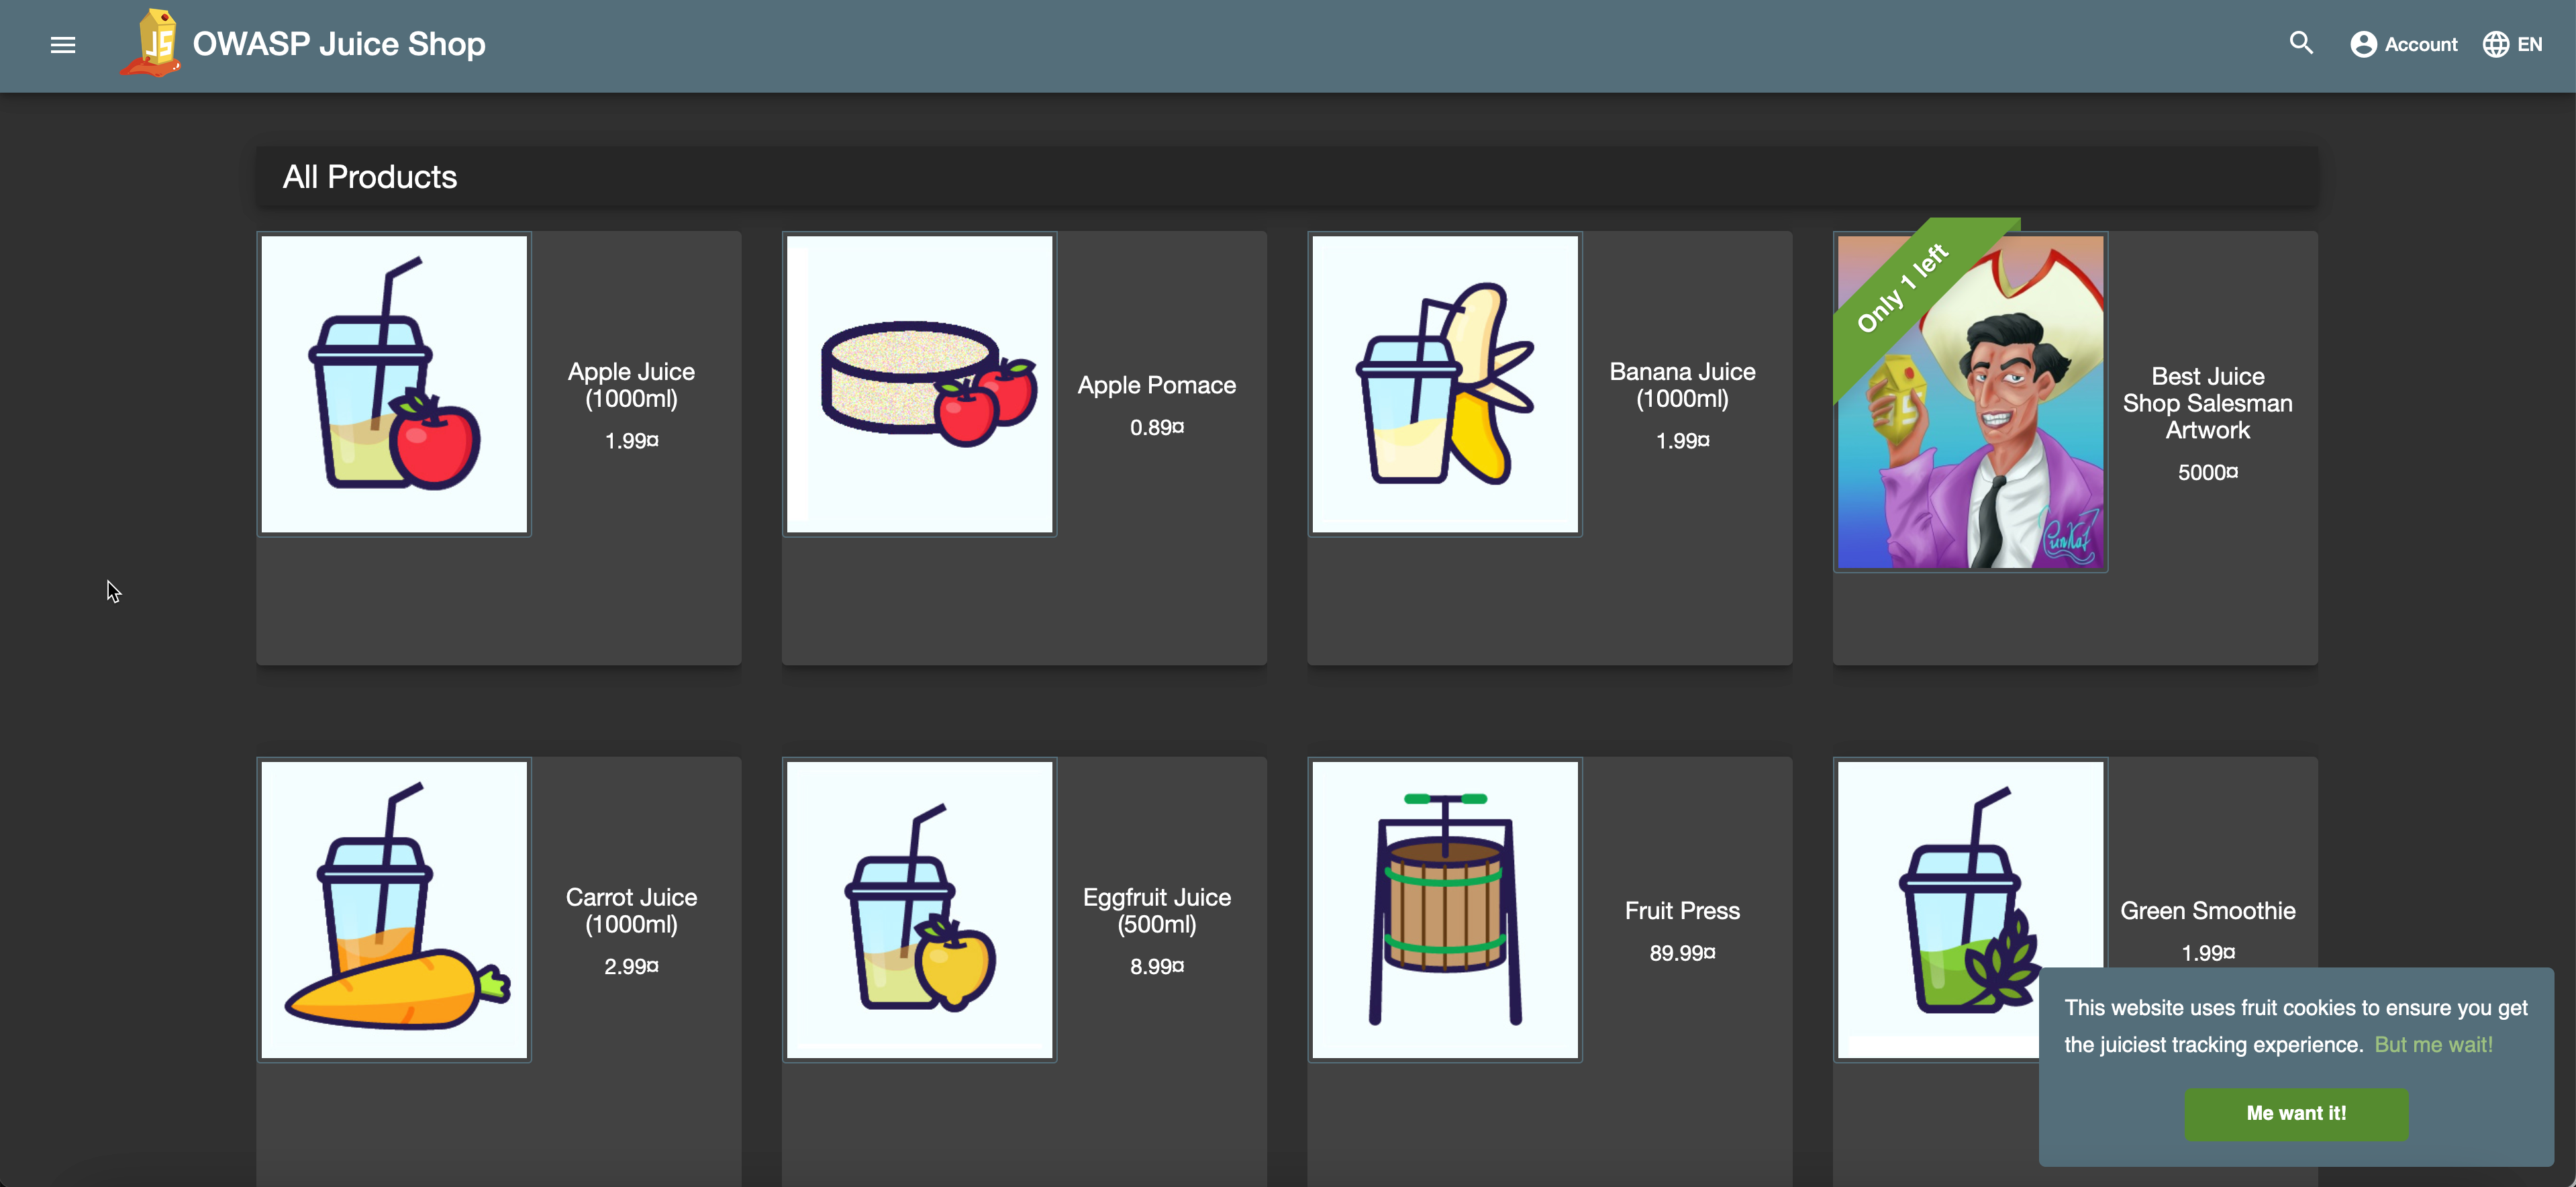 OWASP Juice Shop
Account
EN
All Products
Apple Juice
(1000ml)
1.99¤
Apple Pomace
0.89¤
Banana Juice
(1000ml)
1.99¤
Only 1 left
Best Juice
Shop Salesman
Artwork
5000¤
Carrot Juice
(1000ml)
2.99¤
Eggfruit Juice
(500ml)
8.99¤
Fruit Press
89.99¤
Green Smoothie
1.99¤
This website uses fruit cookies to ensure you get
the juiciest tracking experience. But me wait!
Me want it!